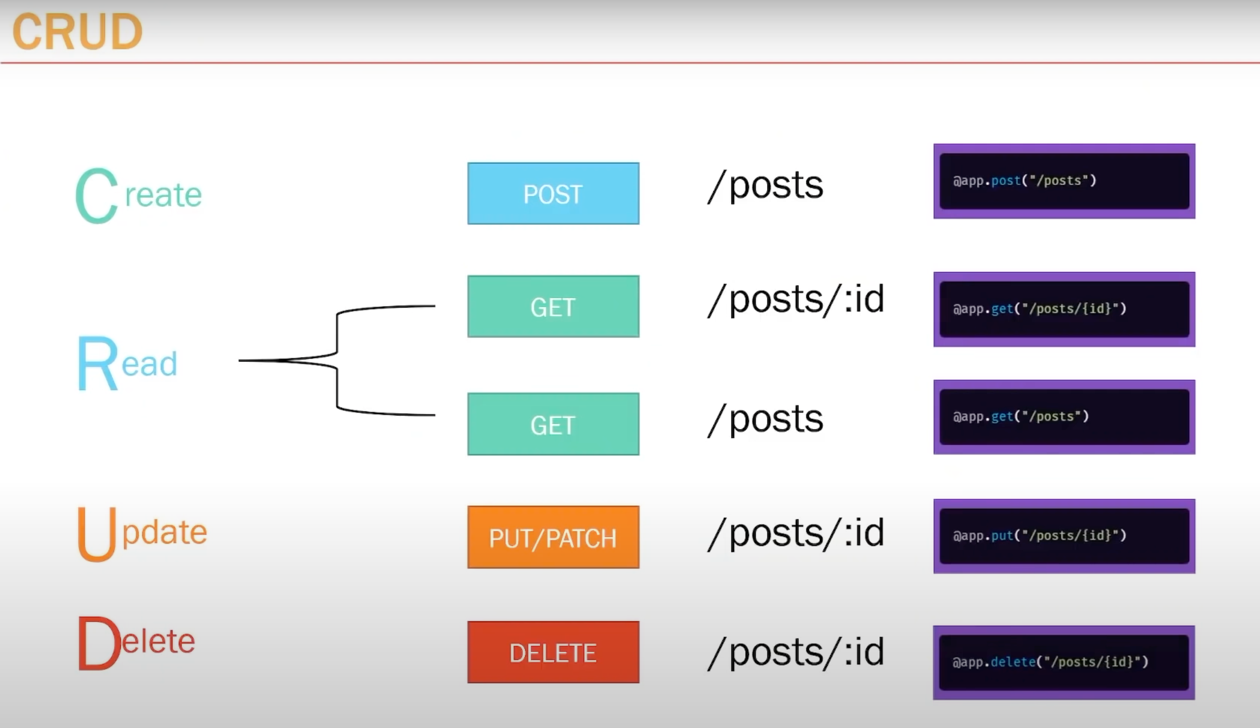 CRUD
Create
POST
/posts
@app.post("/posts")
Read
GET
/posts/:id
@app.get("/posts/{id}")
GET
/posts
@app.get("/posts")
Update
PUT/PATCH
/posts/:id
@app.put("/posts/{id}")
Delete
DELETE
/posts/:id
@app.delete("/posts/{id}")